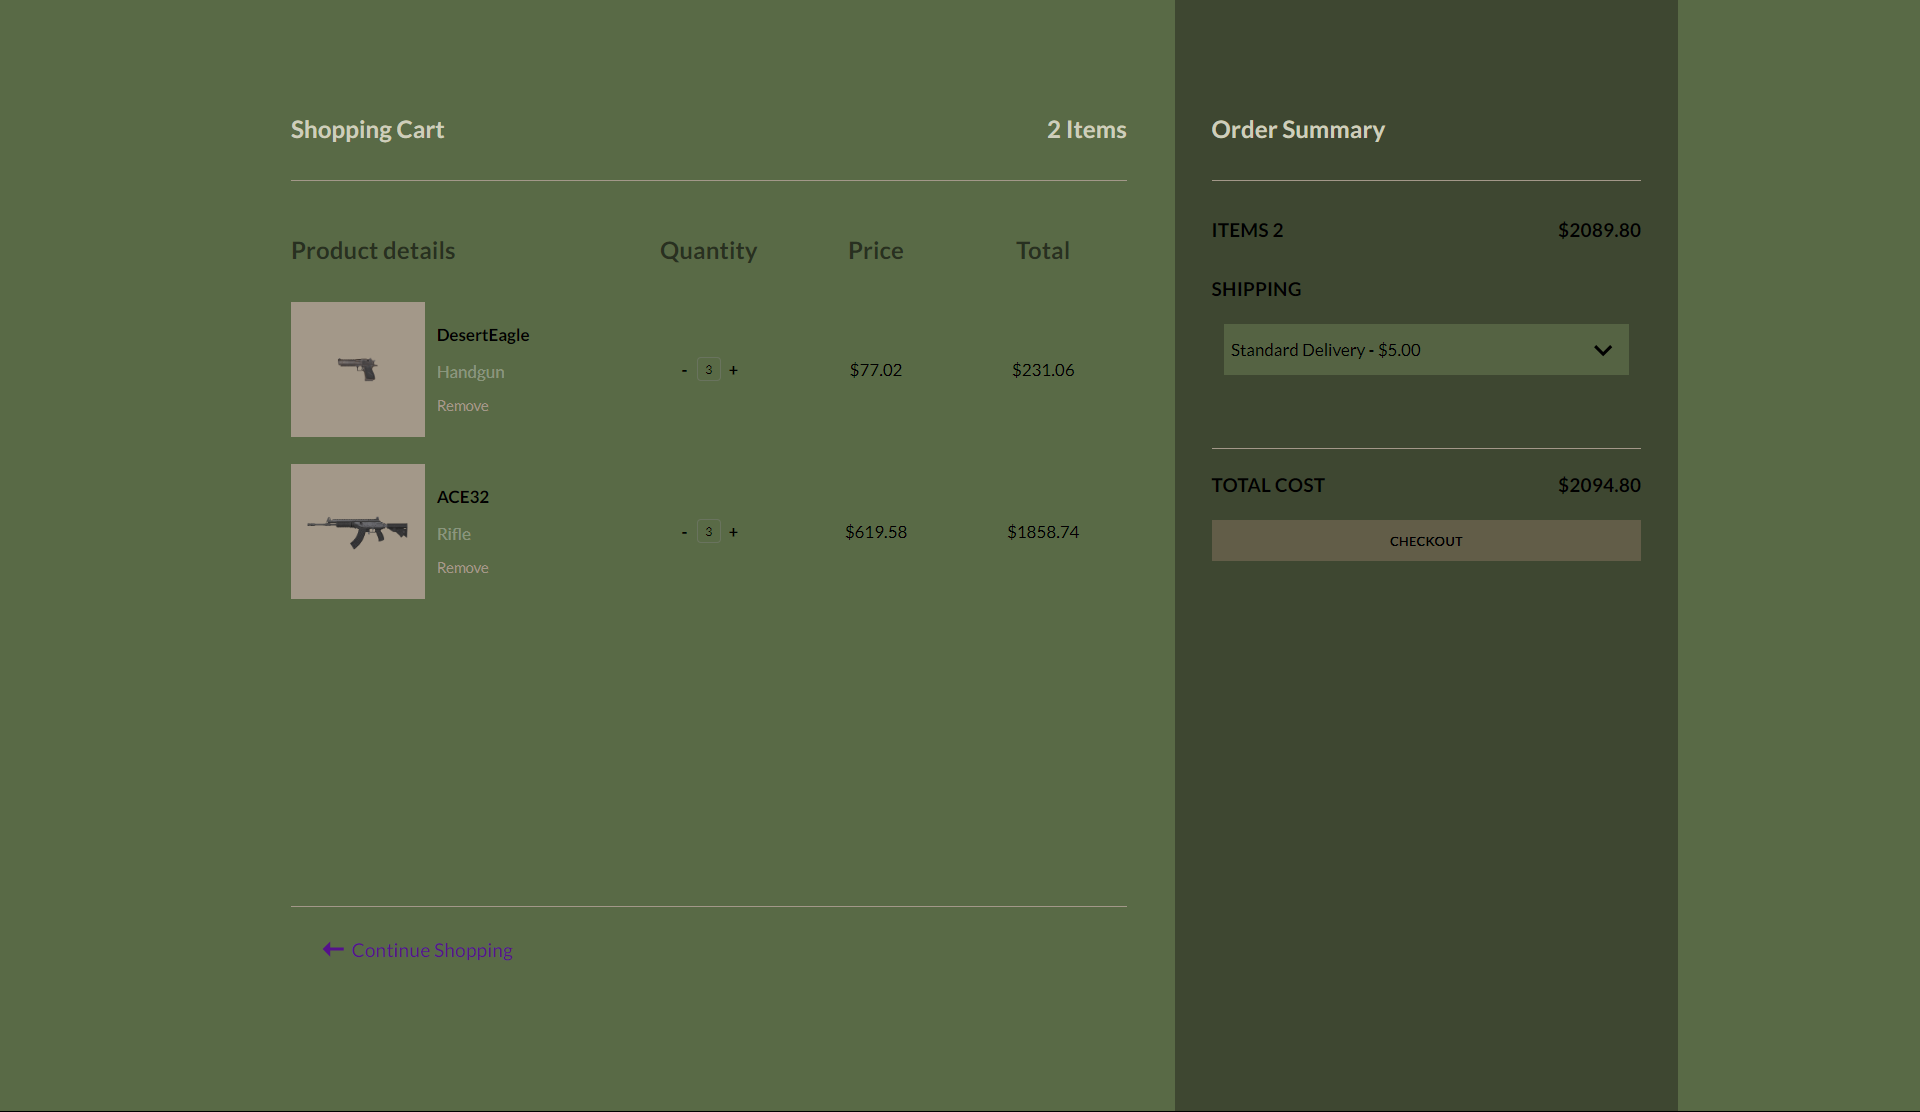 Shopping Cart
2 Items
Product details
Quantity
Price
Total
DesertEagle
Handgun
Remove
- 3 +
$77.02
$231.06
ACE32
Rifle
Remove
- 3 +
$619.58
$1858.74
Continue Shopping
Order Summary
ITEMS 2
$2089.80
SHIPPING
Standard Delivery - $5.00
TOTAL COST
$2094.80
CHECKOUT